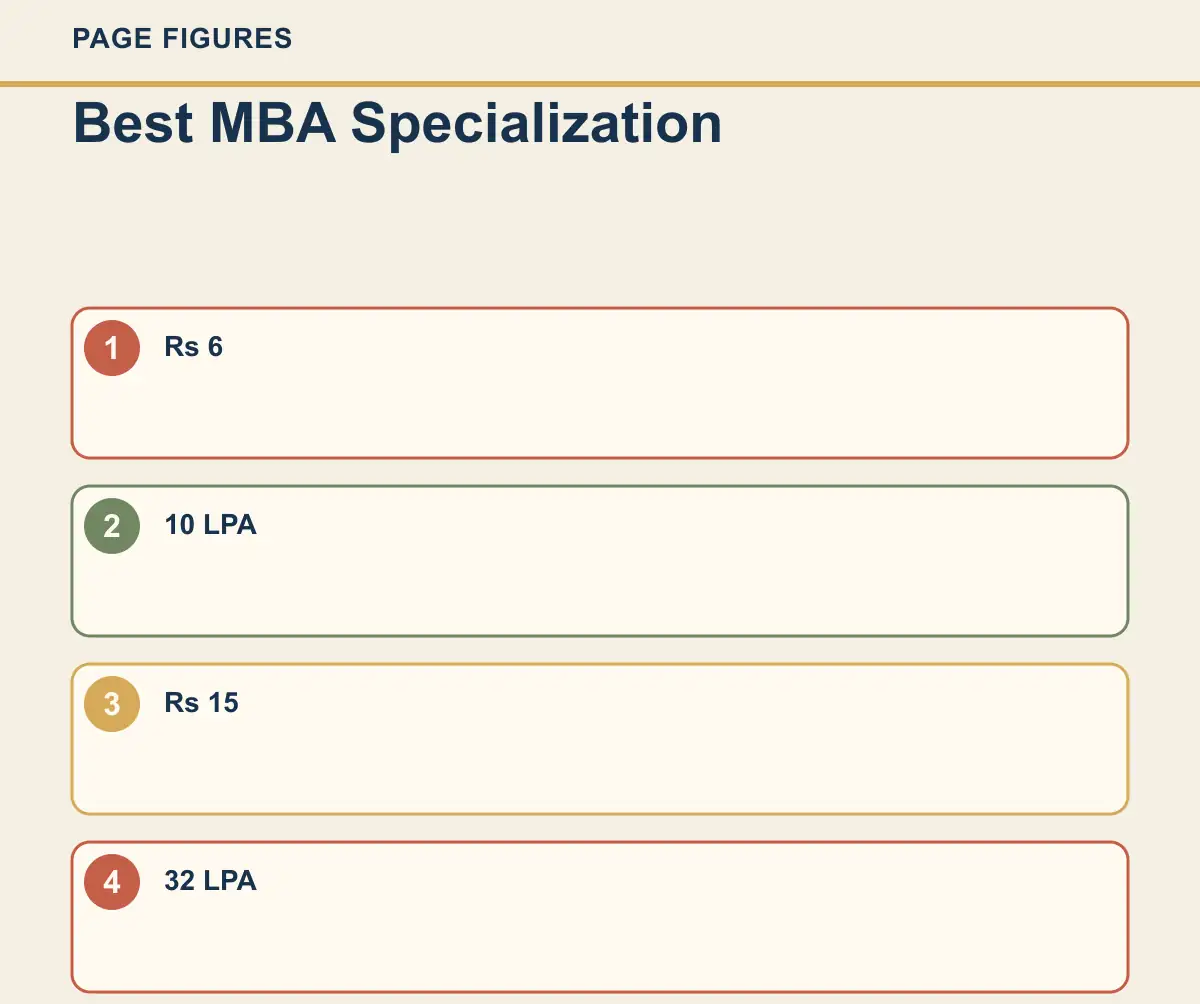 PAGE FIGURES
Best MBA Specialization
1 Rs 6
2 10 LPA
3 Rs 15
4 32 LPA